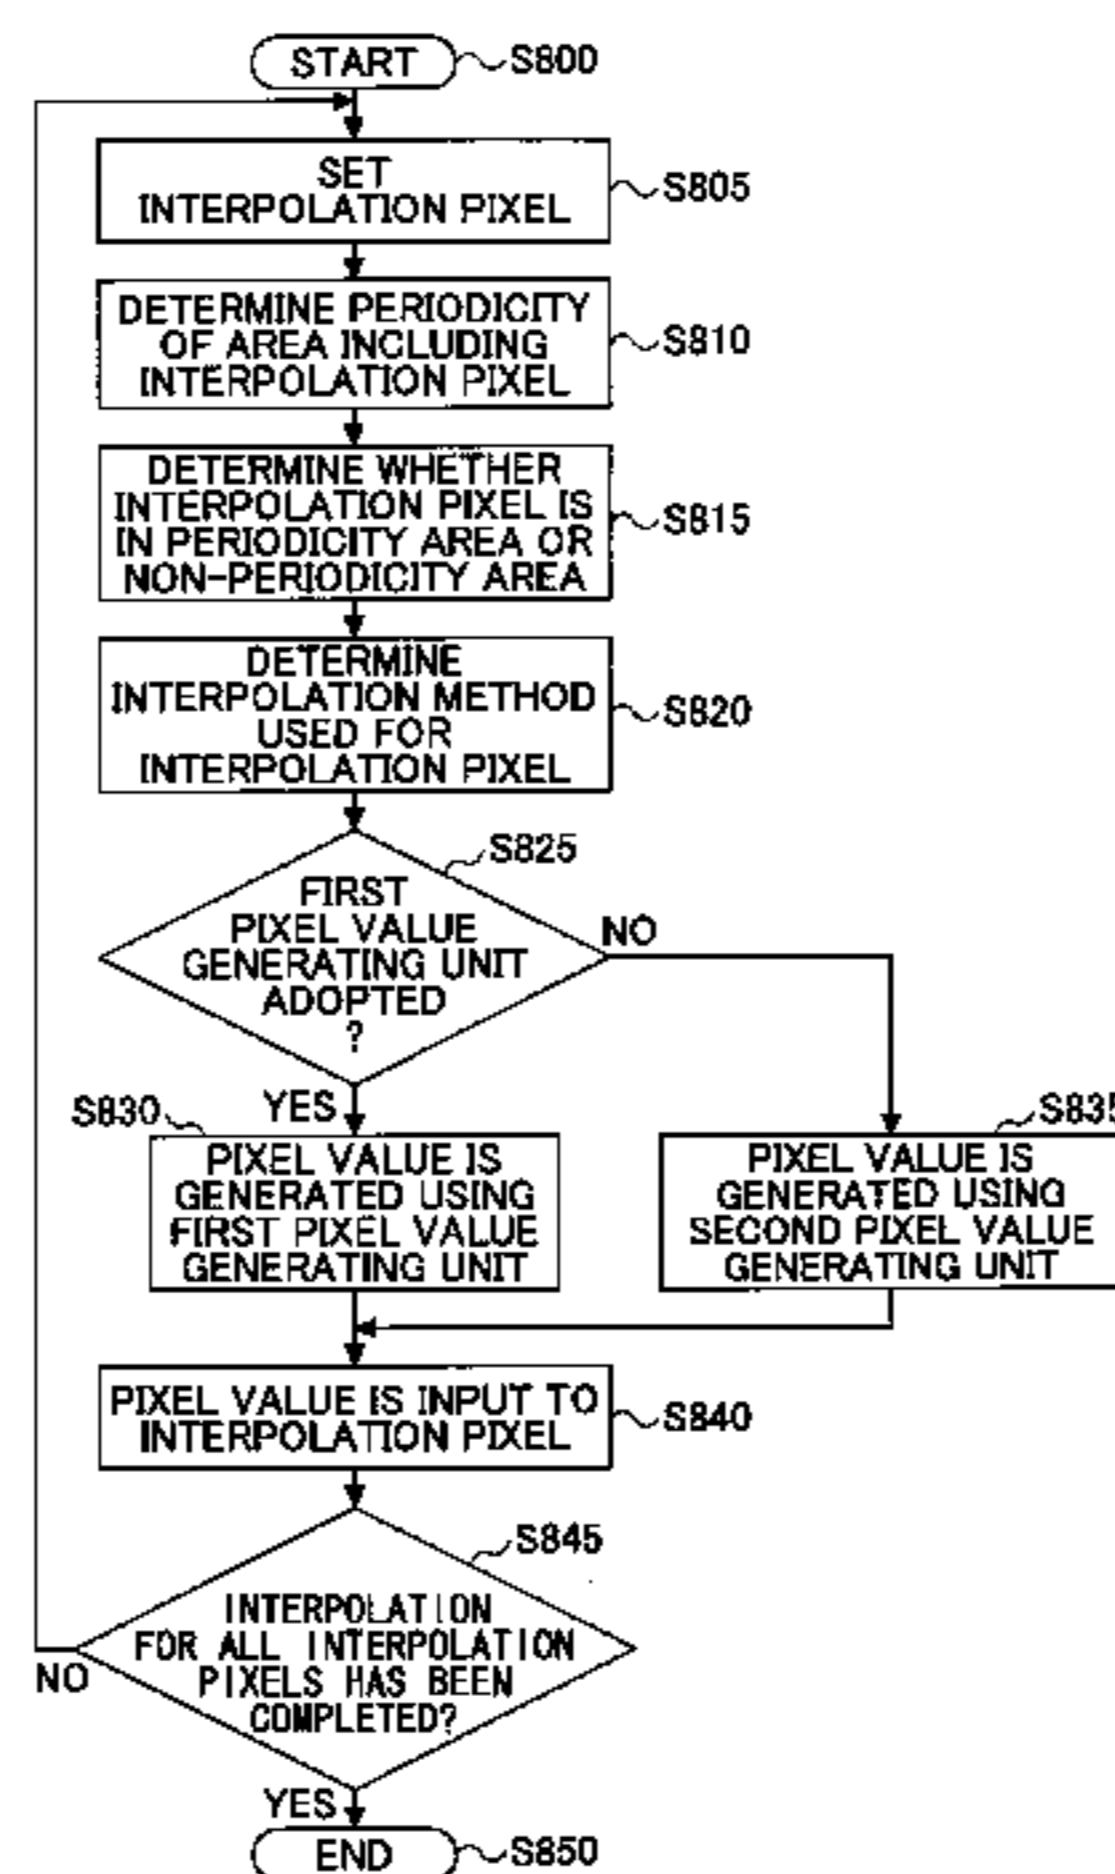 START
S800
SET
INTERPOLATION PIXEL
S805
DETERMINE PERIODICITY
OF AREA INCLUDING
INTERPOLATION PIXEL
S810
DETERMINE WHETHER
INTERPOLATION PIXEL IS
IN PERIODICITY AREA OR
NON-PERIODICITY AREA
S815
DETERMINE
INTERPOLATION METHOD
USED FOR
INTERPOLATION PIXEL
S820
S825
FIRST
PIXEL VALUE
GENERATING UNIT
ADOPTED
?
NO
YES
S830
PIXEL VALUE IS
GENERATED USING
FIRST PIXEL VALUE
GENERATING UNIT
S835
PIXEL VALUE IS
GENERATED USING
SECOND PIXEL VALUE
GENERATING UNIT
PIXEL VALUE IS INPUT TO
INTERPOLATION PIXEL
S840
S845
INTERPOLATION
FOR ALL INTERPOLATION
PIXELS HAS BEEN
COMPLETED?
NO
YES
END
S850